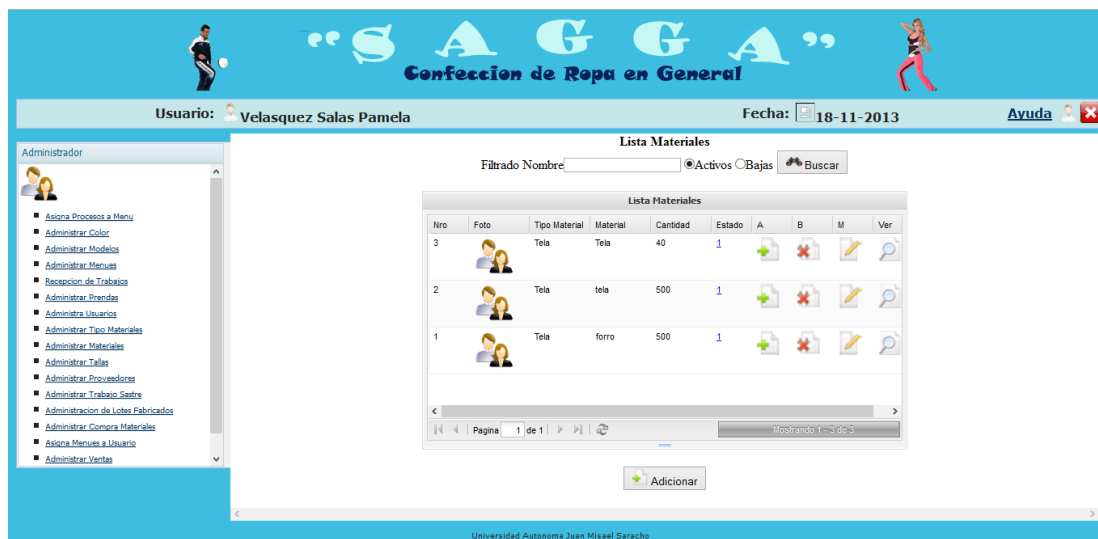 “S A G G A”
Confeccion de Ropa en General
Usuario: Velasquez Salas Pamela Fecha: 18-11-2013 Ayuda
Administrador
Asigna Procesos a Menu
Administrar Color
Administrar Modelos
Administrar Menues
Recepcion de Trabajos
Administrar Prendas
Administra Usuarios
Administrar Tipo Materiales
Administrar Materiales
Administrar Tallas
Administrar Proveedores
Administrar Trabajo Sastre
Administracion de Lotes Fabricados
Administrar Compra Materiales
Asigna Menues a Usuario
Administrar Ventas
Lista Materiales
Filtrado Nombre Activos Bajas Buscar
Lista Materiales
Nro Foto Tipo Material Material Cantidad Estado A B M Ver
3 Tela Tela 40 1
2 Tela tela 500 1
1 Tela forro 500 1
Pagina 1 de 1 Mostrando 1 - 3 de 3
Adicionar
Universidad Autonoma Juan Misael Saracho